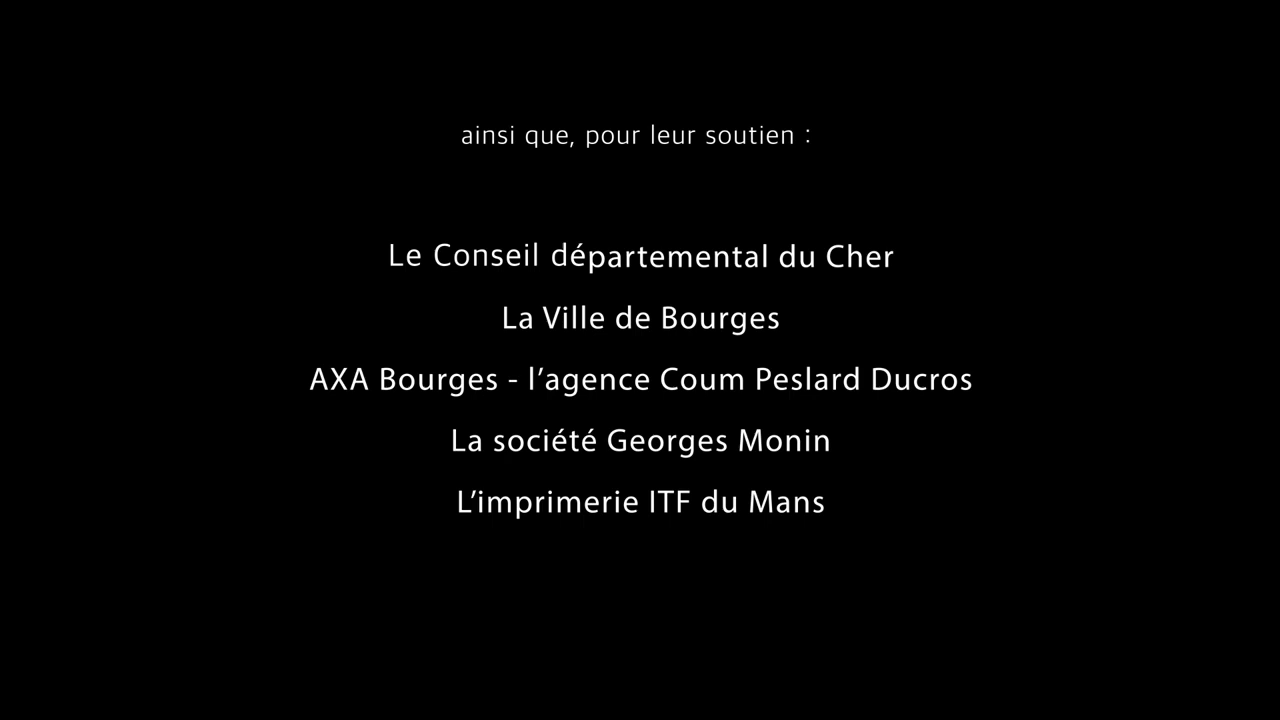 ainsi que, pour leur soutien :
Le Conseil départemental du Cher
La Ville de Bourges
AXA Bourges - l’agence Coum Peslard Ducros
La société Georges Monin
L’imprimerie ITF du Mans